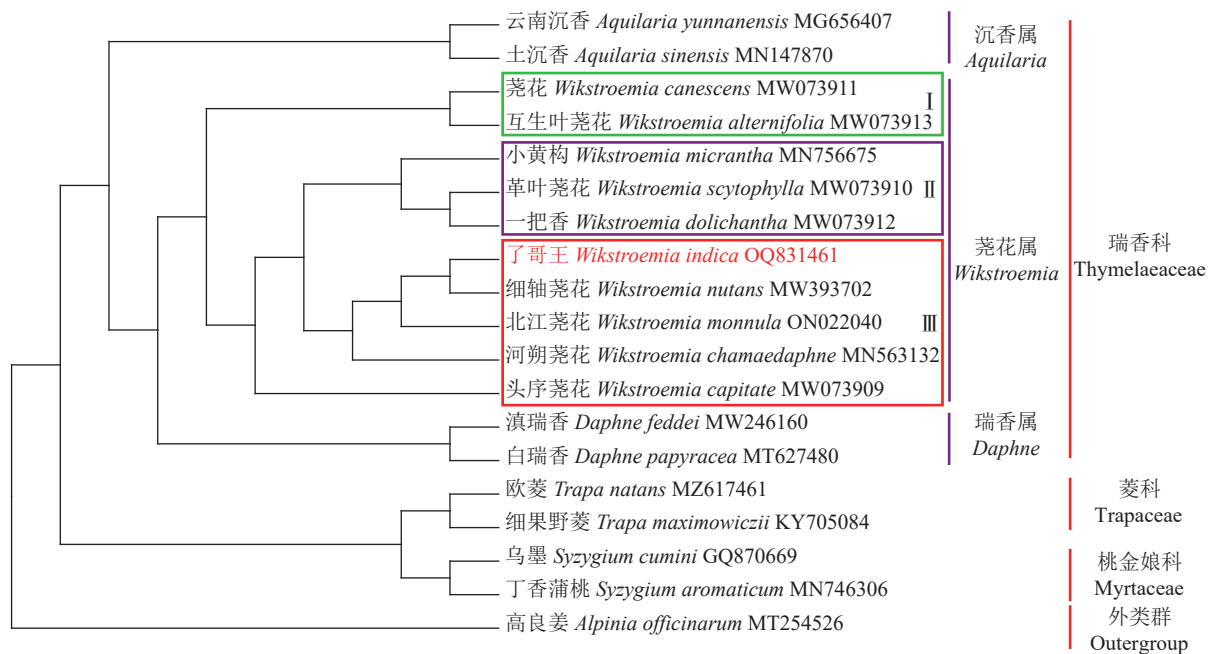 云南沉香 Aquilaria yunnanensis MG656407
土沉香 Aquilaria sinensis MN147870
沉香属
Aquilaria
荛花 Wikstroemia canescens MW073911
互生叶荛花 Wikstroemia alternifolia MW073913
Ⅰ
小黄构 Wikstroemia micrantha MN756675
革叶荛花 Wikstroemia scytophylla MW073910 Ⅱ
一把香 Wikstroemia dolichantha MW073912
了哥王 Wikstroemia indica OQ831461
细轴荛花 Wikstroemia nutans MW393702
北江荛花 Wikstroemia monnula ON022040 Ⅲ
河朔荛花 Wikstroemia chamaedaphne MN563132
头序荛花 Wikstroemia capitate MW073909
荛花属
Wikstroemia
滇瑞香 Daphne feddei MW246160
白瑞香 Daphne papyracea MT627480
瑞香属
Daphne
瑞香科
Thymelaeaceae
欧菱 Trapa natans MZ617461
细果野菱 Trapa maximowiczii KY705084
菱科
Trapaceae
乌墨 Syzygium cumini GQ870669
丁香蒲桃 Syzygium aromaticum MN746306
桃金娘科
Myrtaceae
高良姜 Alpinia officinarum MT254526
外类群
Outergroup